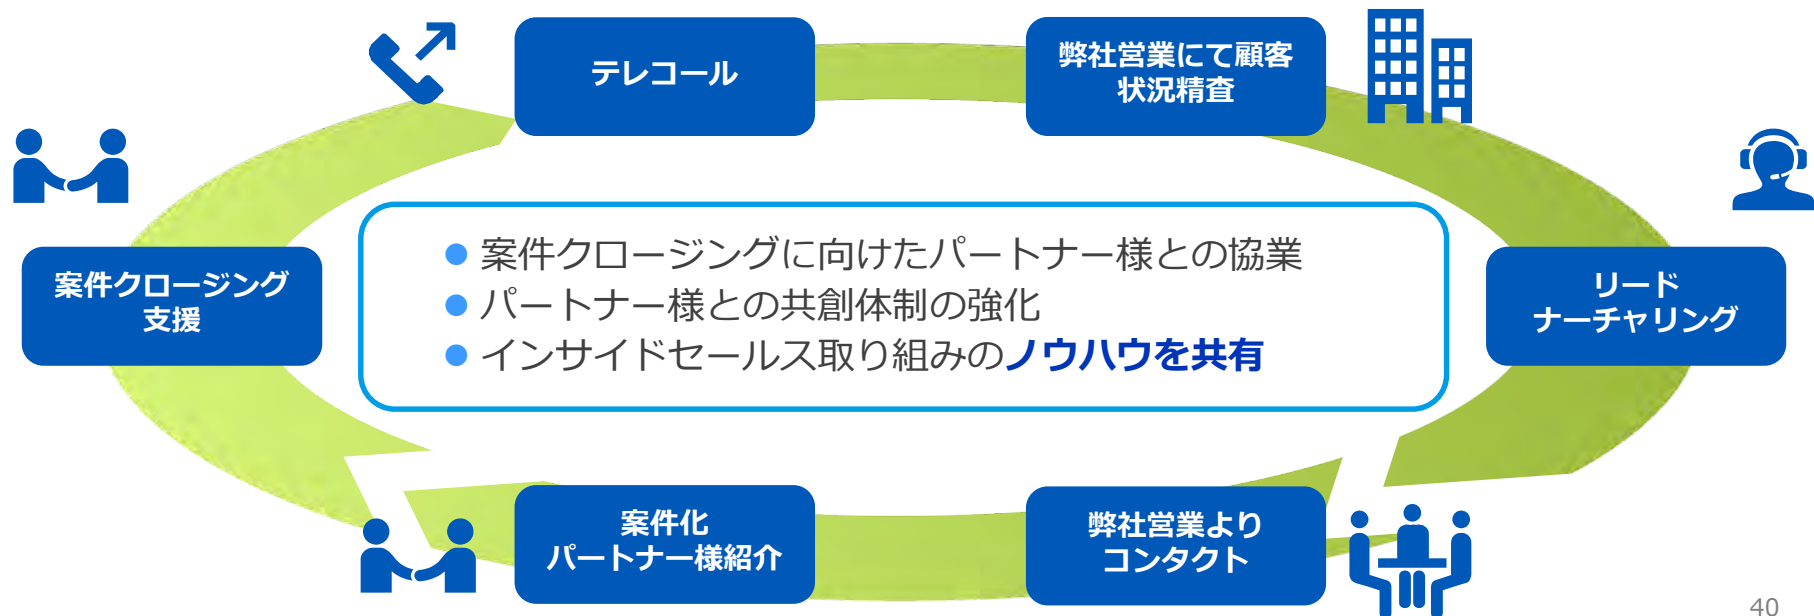 テレコール
弊社営業にて顧客
状況精査
案件クロージング
支援
● 案件クロージングに向けたパートナー様との協業
● パートナー様との共創体制の強化
● インサイドセールス取り組みのノウハウを共有
リード
ナーチャリング
案件化
パートナー様紹介
弊社営業より
コンタクト
40